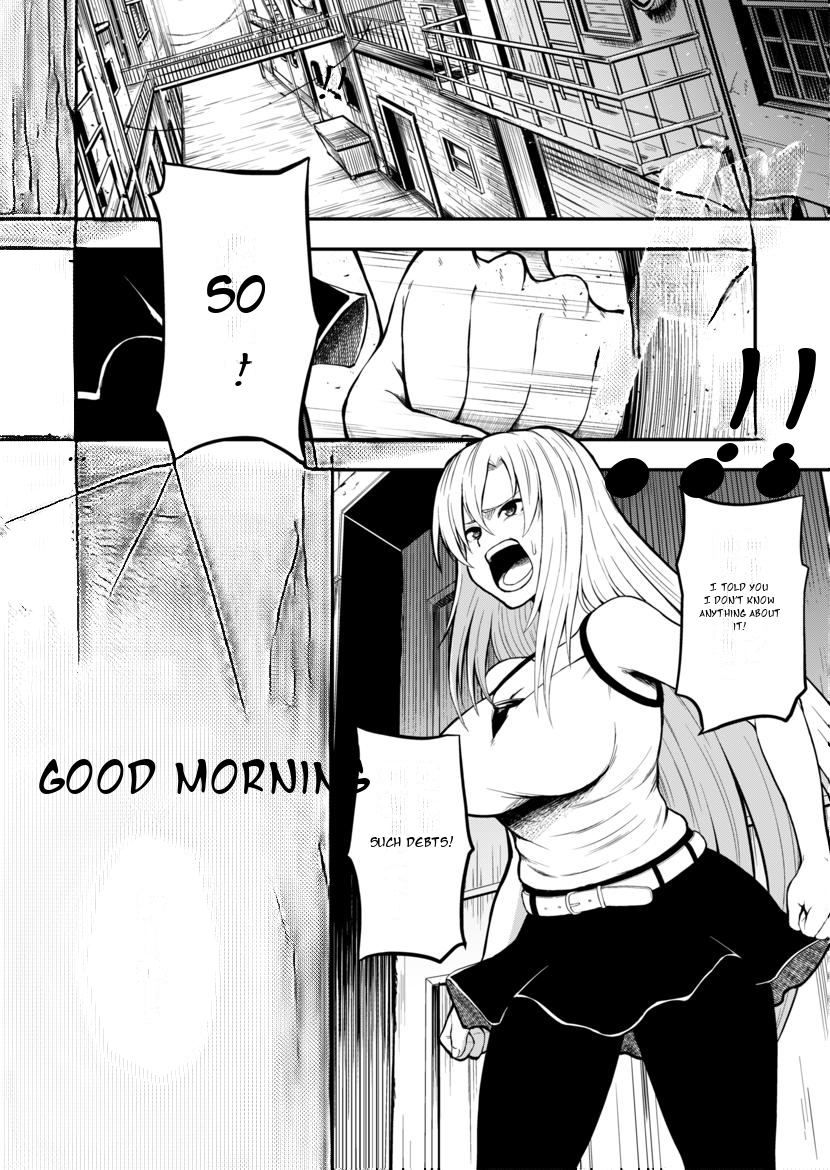 SO
!
!!
I TOLD YOU
I DON'T KNOW
ANYTHING ABOUT
IT!
SUCH DEBTS!
GOOD MORNING